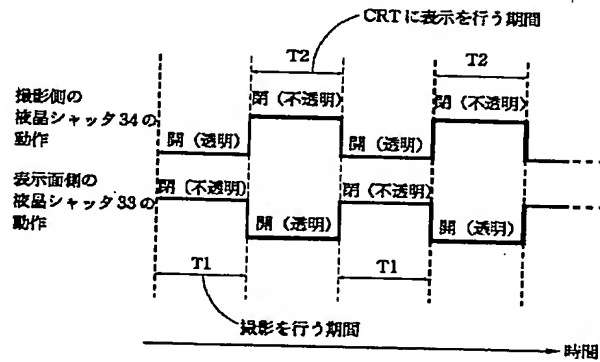 CRTに表示を行う期間
T2
T2
撮影側の
液晶シャッタ34の
動作
閉（不透明）
閉（不透明）
開（透明）
開（透明）
表示面側の
液晶シャッタ33の
動作
閉（不透明）
閉（不透明）
開（透明）
開（透明）
T1
T1
撮影を行う期間
時間